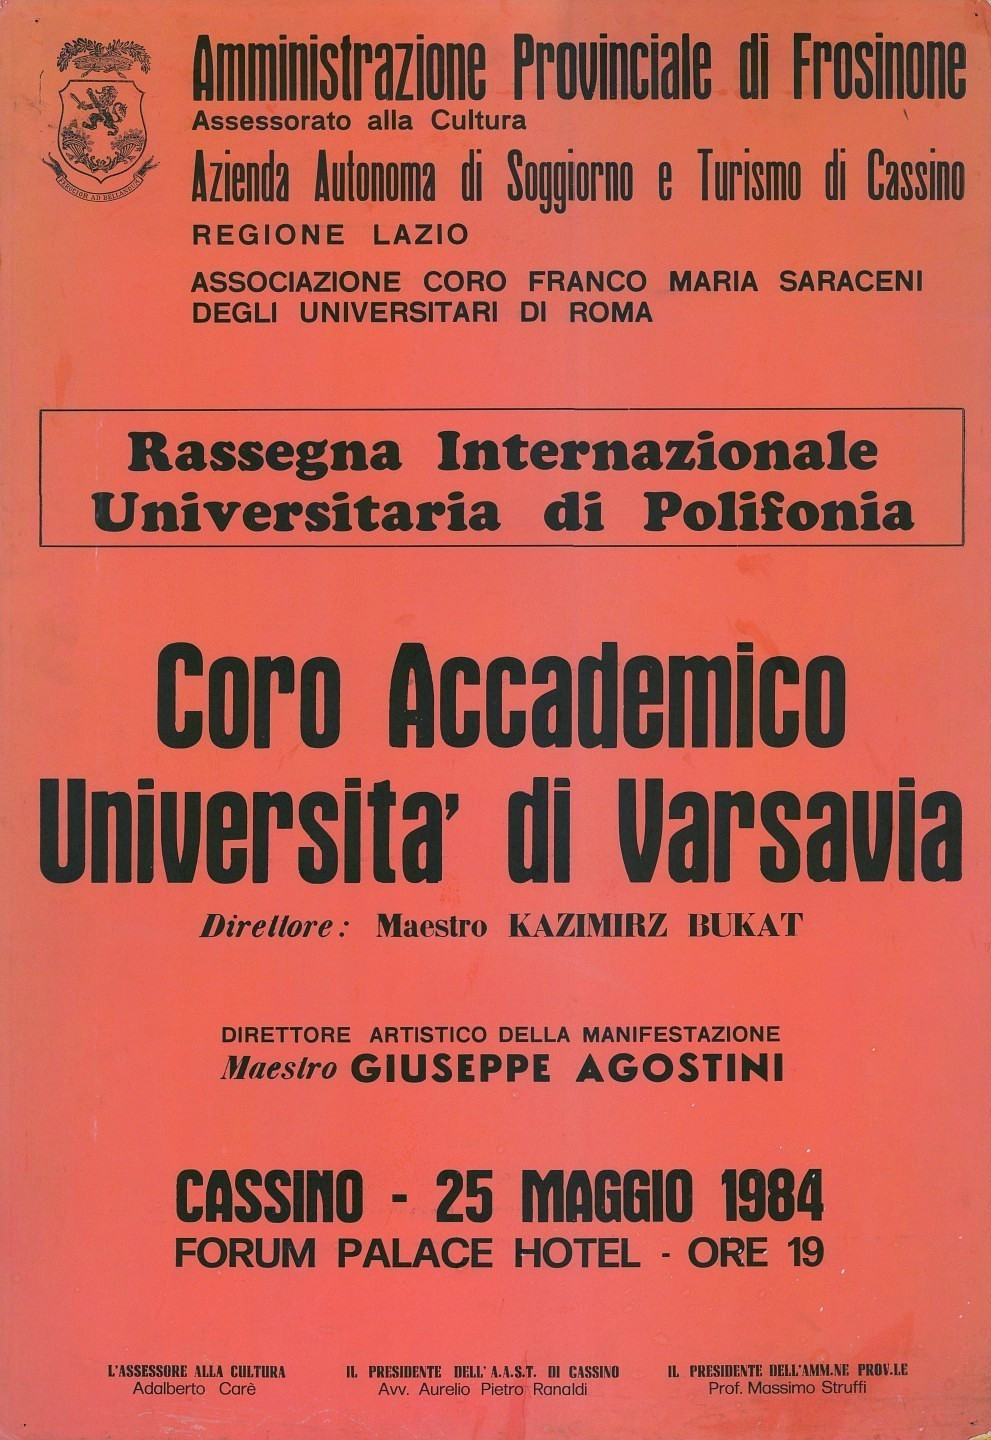 Amministrazione Provinciale di Frosinone
Assessorato alla Cultura
Azienda Autonoma di Soggiorno e Turismo di Cassino
REGIONE LAZIO
ASSOCIAZIONE CORO FRANCO MARIA SARACENI
DEGLI UNIVERSITARI DI ROMA
FEROCIOR AD BELLANDUM
Rassegna Internazionale
Universitaria di Polifonia
Coro Accademico
Universita' di Varsavia
Direttore: Maestro KAZIMIRZ BUKAT
DIRETTORE ARTISTICO DELLA MANIFESTAZIONE
Maestro GIUSEPPE AGOSTINI
CASSINO - 25 MAGGIO 1984
FORUM PALACE HOTEL - ORE 19
L'ASSESSORE ALLA CULTURA
Adalberto Carè
IL PRESIDENTE DELL'A.A.S.T. DI CASSINO
Avv. Aurelio Pietro Ranaldi
IL PRESIDENTE DELL'AMM.NE PROV.LE
Prof. Massimo Struffi